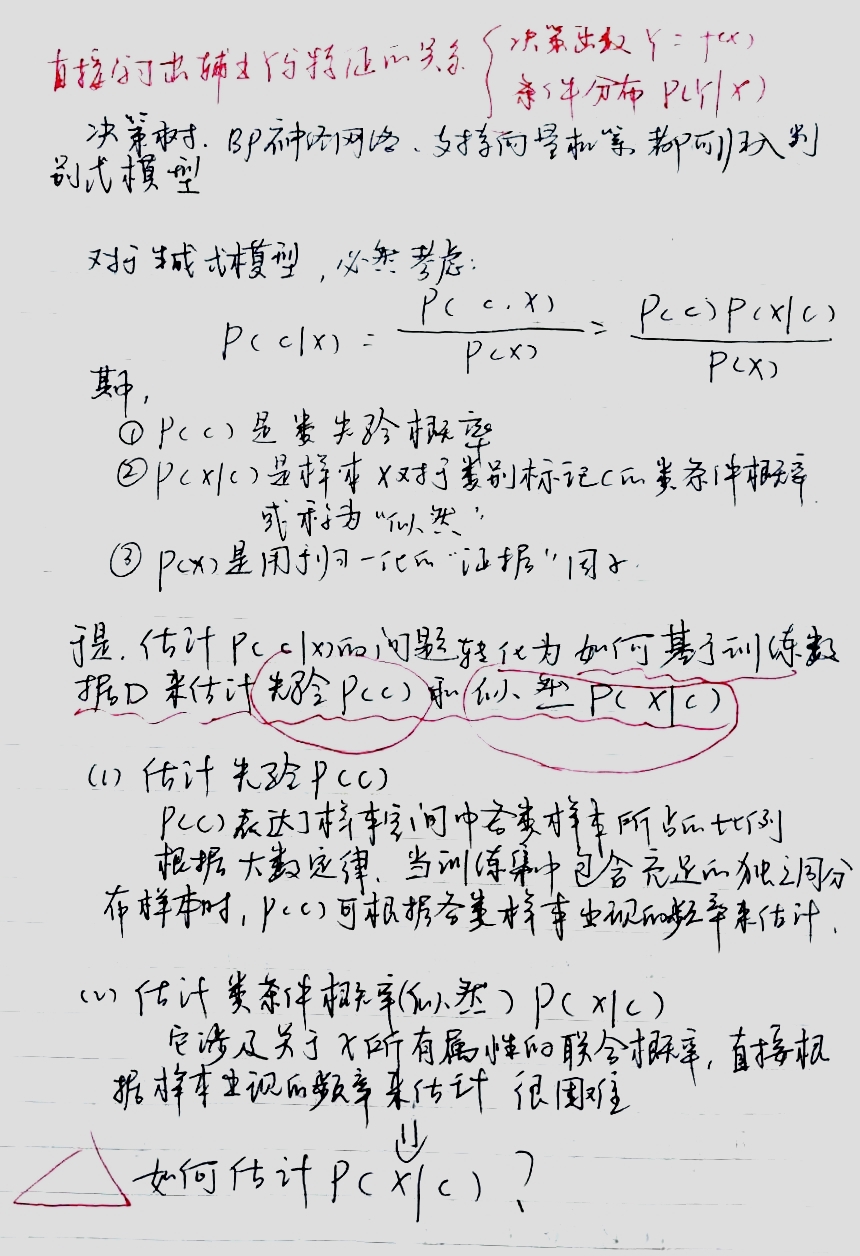 直接学习出输出Y与特征的关系 { 决策函数 Y = f(x)
条件分布 P(Y|X)
决策树、BP神经网络、支持向量机等都可归入判
别式模型
对于生成式模型,必然考虑:
P(c|x) = P(c,x) / P(x) = P(c)P(x|c) / P(x)
其中,
① P(c)是类先验概率
② P(x|c)是样本x对于类别标记c的类条件概率
或称为“似然”
③ P(x)是用于归一化的“证据”因子.
于是,估计P(c|x)的问题转化为如何基于训练数
据D来估计先验P(c)和似然P(x|c)
(1) 估计先验P(c)
P(c)表达了样本空间中各类样本所占的比例
根据大数定律,当训练集中包含充足的独立同分
布样本时,P(c)可根据各类样本出现的频率来估计.
(2) 估计类条件概率(似然) P(x|c)
它涉及关于x所有属性的联合概率,直接根
据样本出现的频率来估计很困难
⇓
如何估计P(x|c)?